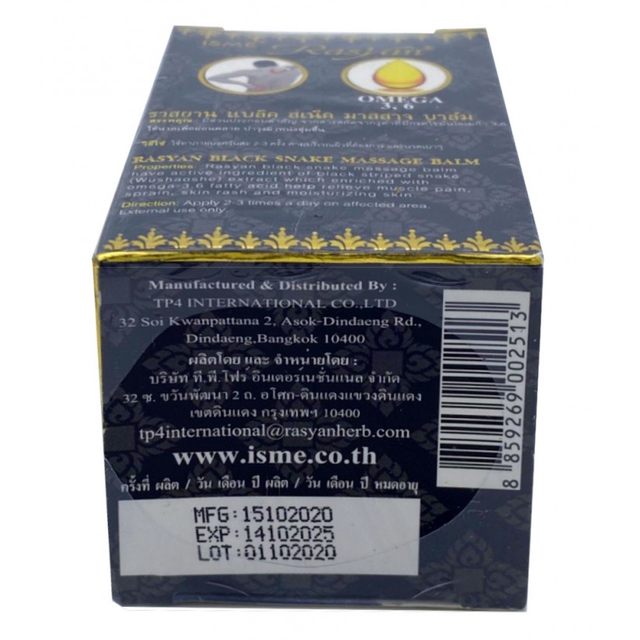 isme Rasyan
OMEGA
3, 6
ราสยาน แบล็ค สเน็ค มาสสาจ บาล์ม
RASYAN BLACK SNAKE MASSAGE BALM
Properties: Rasyan black snake massage balm
have active ingredient of black striped snake
(Wushaoshe) extract which enriched with
omega-3,6 fatty acid help relieve muscle pain,
sprain, skin rash and moisturizing skin.
Direction: Apply 2-3 times a day on affected area.
External use only
Manufactured & Distributed By :
TP4 INTERNATIONAL CO.,LTD
32 Soi Kwanpattana 2, Asok-Dindaeng Rd.,
Dindaeng,Bangkok 10400
ผลิตโดย และ จำหน่ายโดย :
บริษัท ที.พี.โฟร์ อินเตอร์เนชั่นแนล จำกัด
32 ซ. ขวัญพัฒนา 2 ถ. อโศก-ดินแดงแขวงดินแดง
เขตดินแดง กรุงเทพฯ 10400
tp4international@rasyanherb.com
www.isme.co.th
ครั้งที่ ผลิต / วัน เดือน ปี ผลิต / วัน เดือน ปี หมดอายุ
MFG:15102020
EXP:14102025
LOT:01102020
8 859269 002513